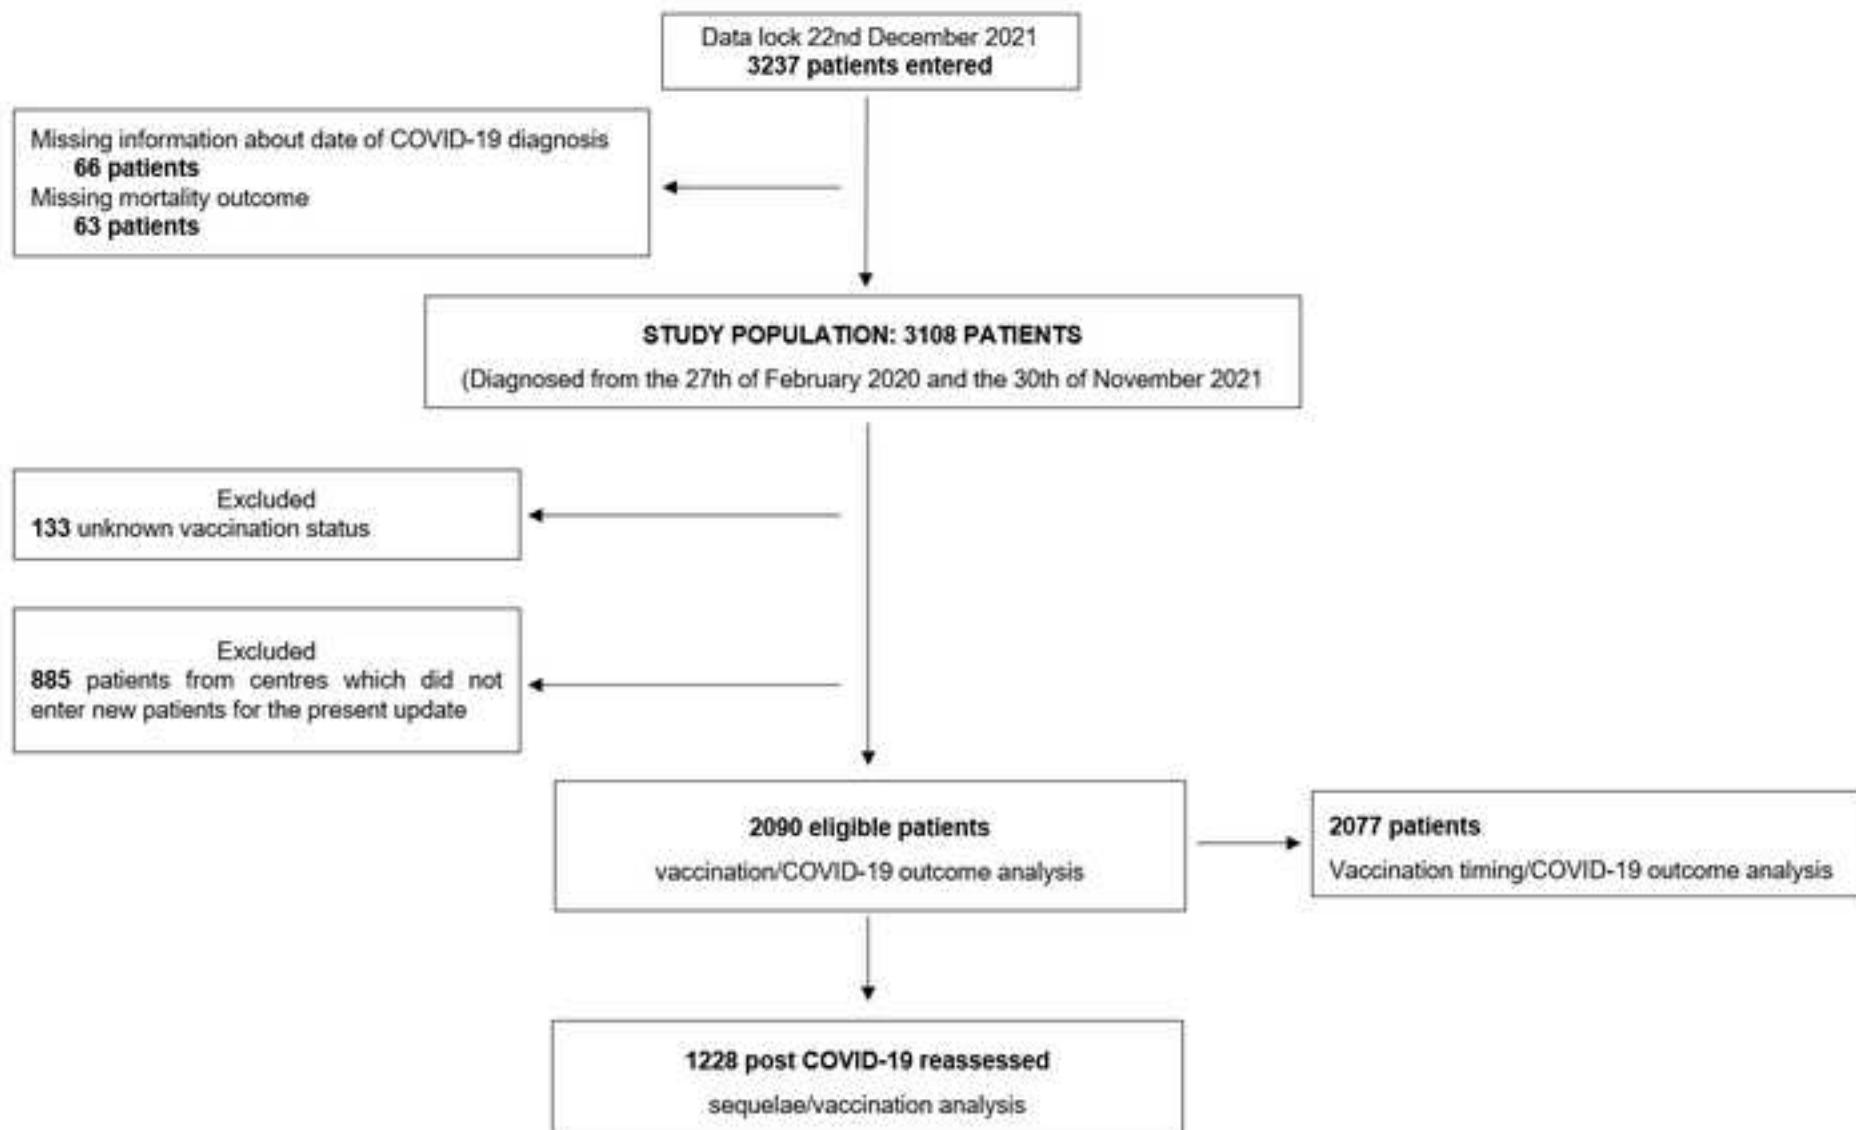 Data lock 22nd December 2021
3237 patients entered
Missing information about date of COVID-19 diagnosis
66 patients
Missing mortality outcome
63 patients
STUDY POPULATION: 3108 PATIENTS
(Diagnosed from the 27th of February 2020 and the 30th of November 2021
Excluded
133 unknown vaccination status
Excluded
885 patients from centres which did not
enter new patients for the present update
2090 eligible patients
vaccination/COVID-19 outcome analysis
2077 patients
Vaccination timing/COVID-19 outcome analysis
1228 post COVID-19 reassessed
sequelae/vaccination analysis